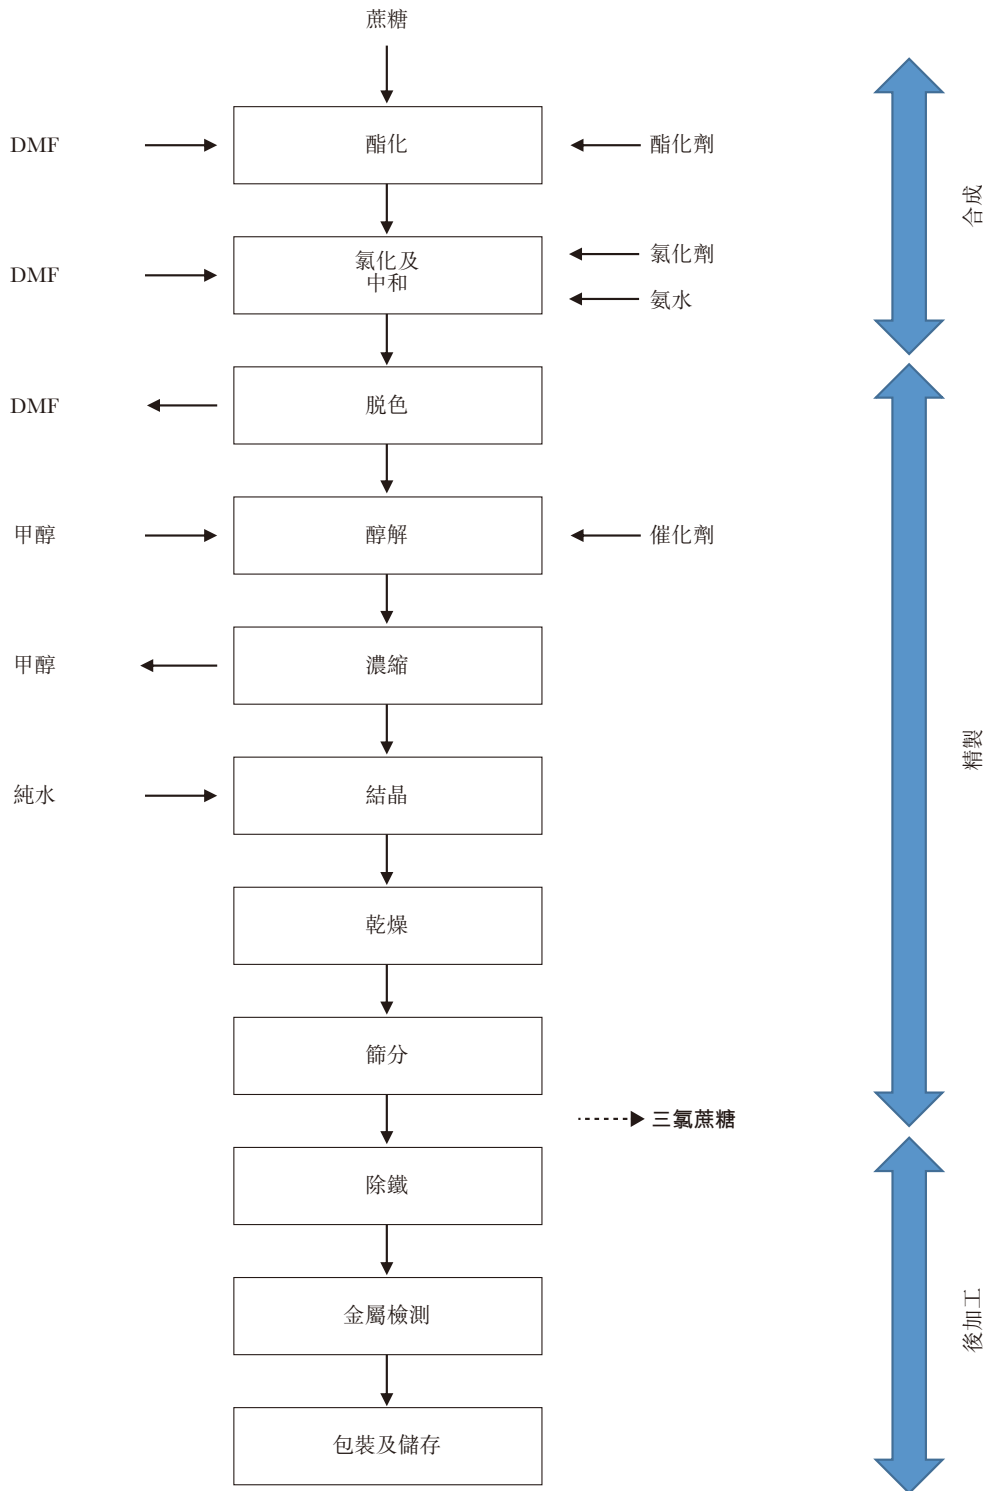 蔗糖
DMF
酯化
酯化劑
合成
DMF
氯化及
中和
氯化劑
氨水
DMF
脱色
甲醇
醇解
催化劑
甲醇
濃縮
精製
純水
結晶
乾燥
篩分
三氯蔗糖
除鐵
金屬檢測
後加工
包裝及儲存